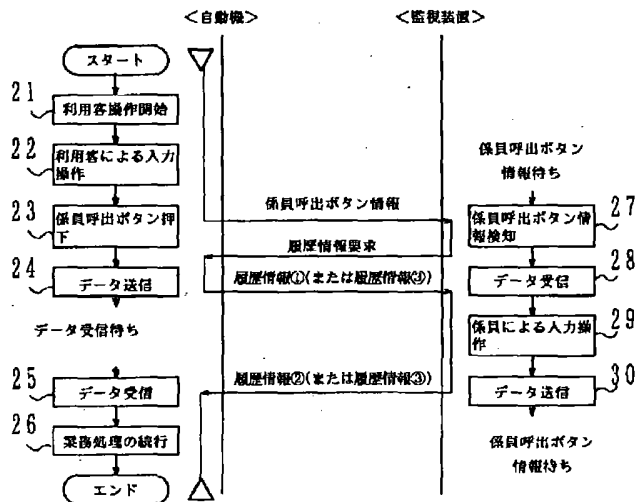 <自動機>
<監視装置>
スタート
21
利用客操作開始
22
利用客による入力
操作
23
係員呼出ボタン押
下
24
データ送信
データ受信待ち
25
データ受信
26
業務処理の続行
エンド
係員呼出ボタン情報
履歴情報要求
履歴情報①(または履歴情報③)
履歴情報②(または履歴情報③)
係員呼出ボタン
情報待ち
係員呼出ボタン情
報検知
27
データ受信
28
係員による入力操
作
29
データ送信
30
係員呼出ボタン
情報待ち